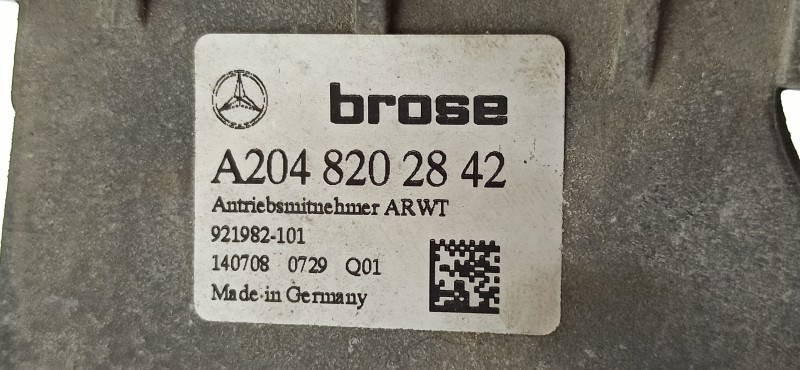 brose
A204 820 28 42
Antriebsmitnehmer ARWT
921982-101
140708 0729 Q01
Made in Germany